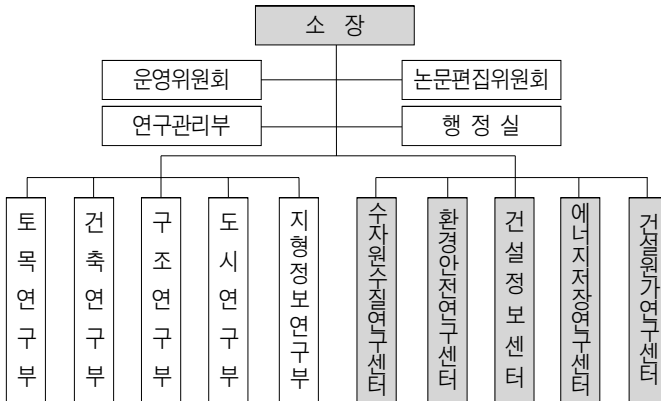 소 장
운영위원회
논문편집위원회
연구관리부
행 정 실
토목연구부
건축연구부
구조연구부
도시연구부
지형정보연구부
수자원수질연구센터
환경안전연구센터
건설정보센터
에너지저장연구센터
건설원가연구센터